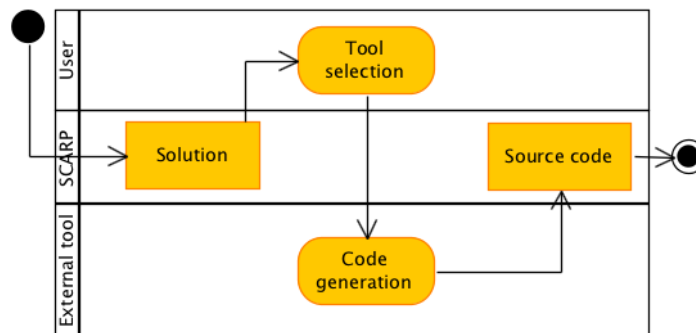 User
Tool
selection
SCARP
Solution
Source code
External tool
Code
generation